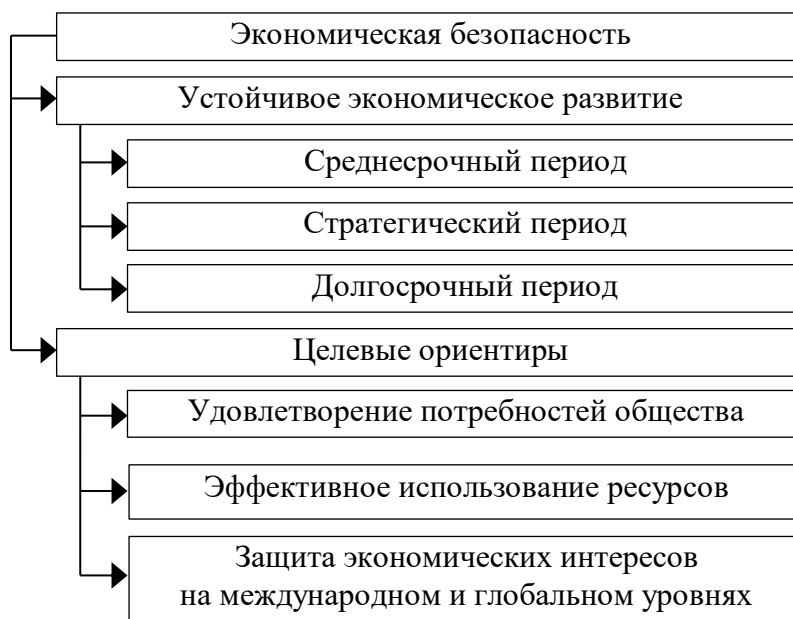 Экономическая безопасность
Устойчивое экономическое развитие
Среднесрочный период
Стратегический период
Долгосрочный период
Целевые ориентиры
Удовлетворение потребностей общества
Эффективное использование ресурсов
Защита экономических интересов
на международном и глобальном уровнях